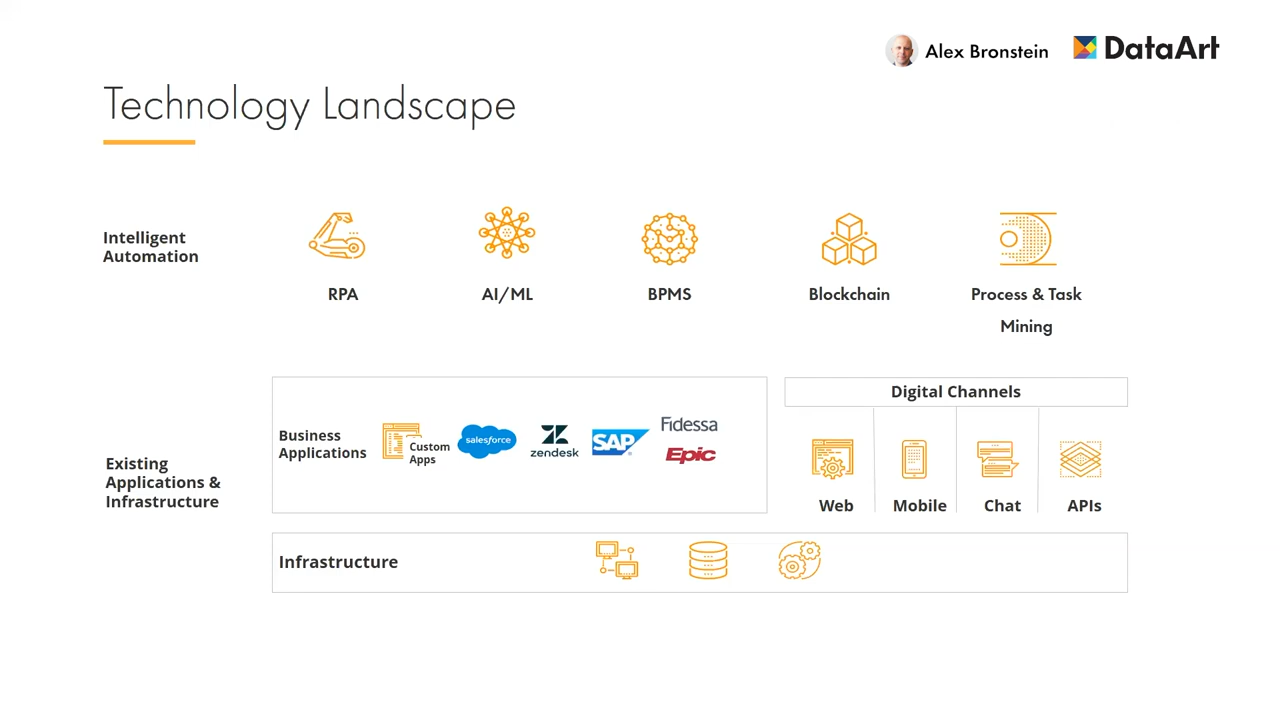 Alex Bronstein
DataArt
Technology Landscape
Intelligent
Automation
RPA
AI/ML
BPMS
Blockchain
Process & Task
Mining
Existing
Applications &
Infrastructure
Business
Applications
Custom
Apps
salesforce
zendesk
SAP
Fidessa
Epic
Digital Channels
Web
Mobile
Chat
APIs
Infrastructure